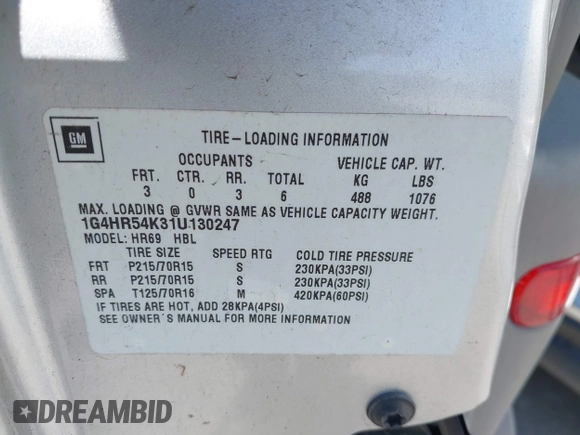 GM
TIRE-LOADING INFORMATION
OCCUPANTS VEHICLE CAP. WT.
FRT. CTR. RR. TOTAL KG LBS
3 0 3 6 488 1076
MAX. LOADING @ GVWR SAME AS VEHICLE CAPACITY WEIGHT.
1G4HR54K31U130247
MODEL: HR69 HBL
TIRE SIZE SPEED RTG COLD TIRE PRESSURE
FRT P215/70R15 S 230KPA(33PSI)
RR P215/70R15 S 230KPA(33PSI)
SPA T125/70R16 M 420KPA(60PSI)
IF TIRES ARE HOT, ADD 28KPA(4PSI)
SEE OWNER'S MANUAL FOR MORE INFORMATION
DREAMBID